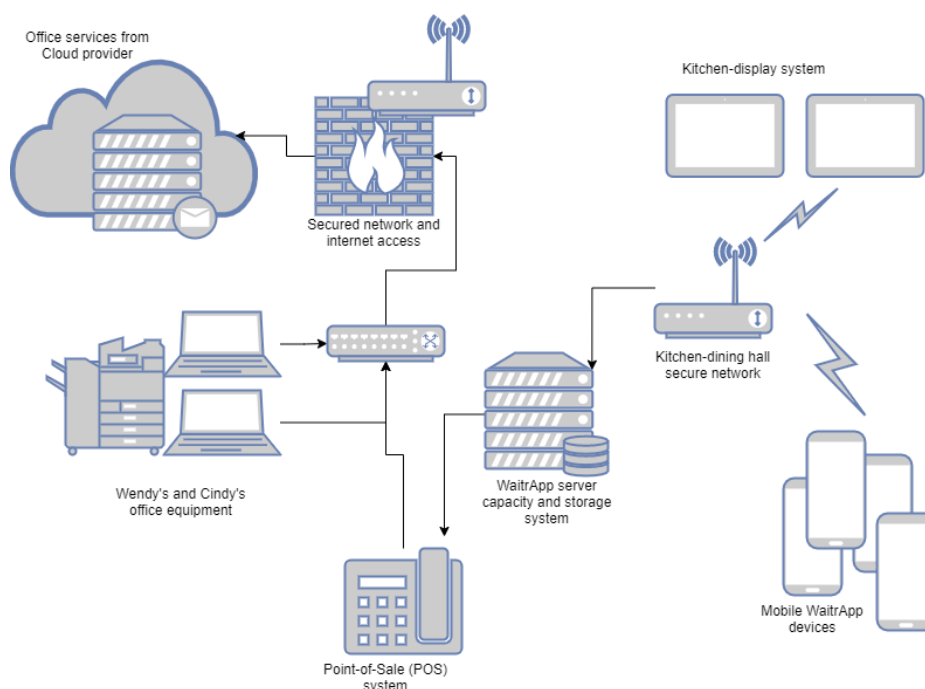 Office services from
Cloud provider
Kitchen-display system
Secured network and
internet access
Kitchen-dining hall
secure network
Wendy's and Cindy's
office equipment
WaitrApp server
capacity and storage
system
Mobile WaitrApp
devices
Point-of-Sale (POS)
system